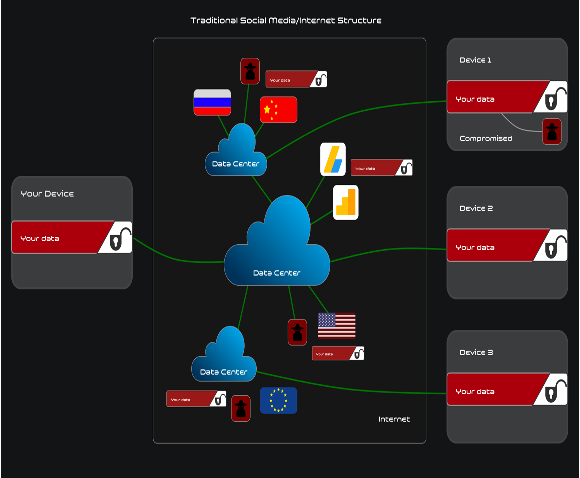 Traditional Social Media/Internet Structure
Device 1
Your data
Your data
Compromised
Data Center
Your data
Your Device
Your data
Device 2
Your data
Data Center
Your data
Device 3
Data Center
Your data
Your data
Internet